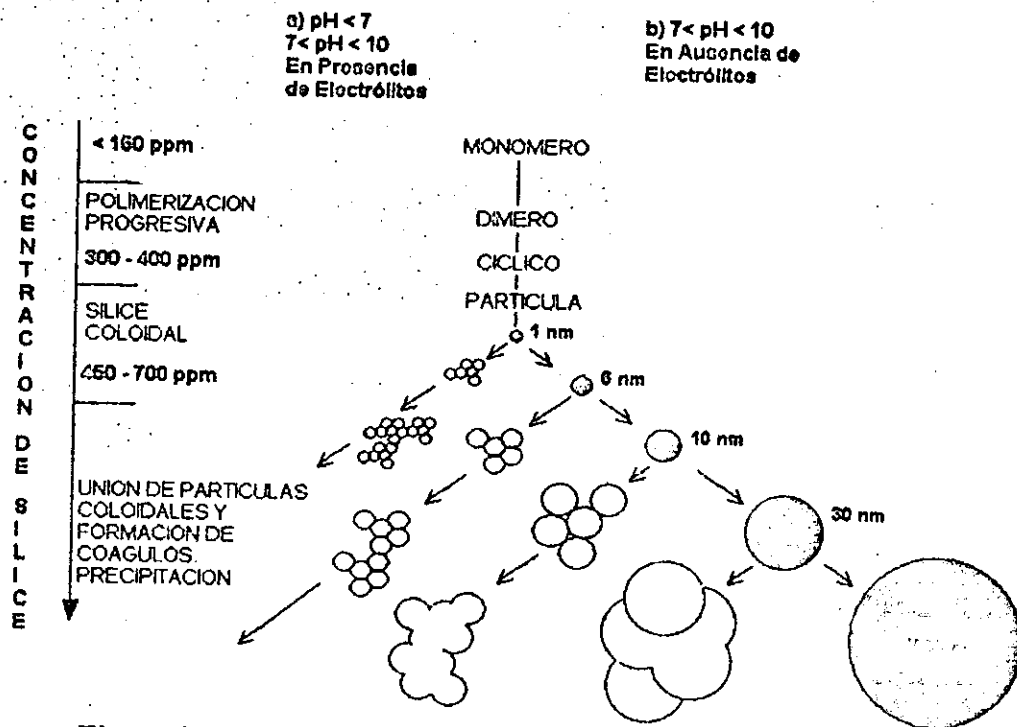 a) pH < 7
7< pH < 10
En Presencia
de Electrólitos
b) 7< pH < 10
En Ausencia de
Electrólitos
CONCENTRACION DE SILICE
< 160 ppm
POLIMERIZACION
PROGRESIVA
300 - 400 ppm
SILICE
COLOIDAL
450 - 700 ppm
UNION DE PARTICULAS
COLOIDALES Y
FORMACION DE
COAGULOS.
PRECIPITACION
MONOMERO
DIMERO
CICLICO
PARTICULA
1 nm
6 nm
10 nm
30 nm